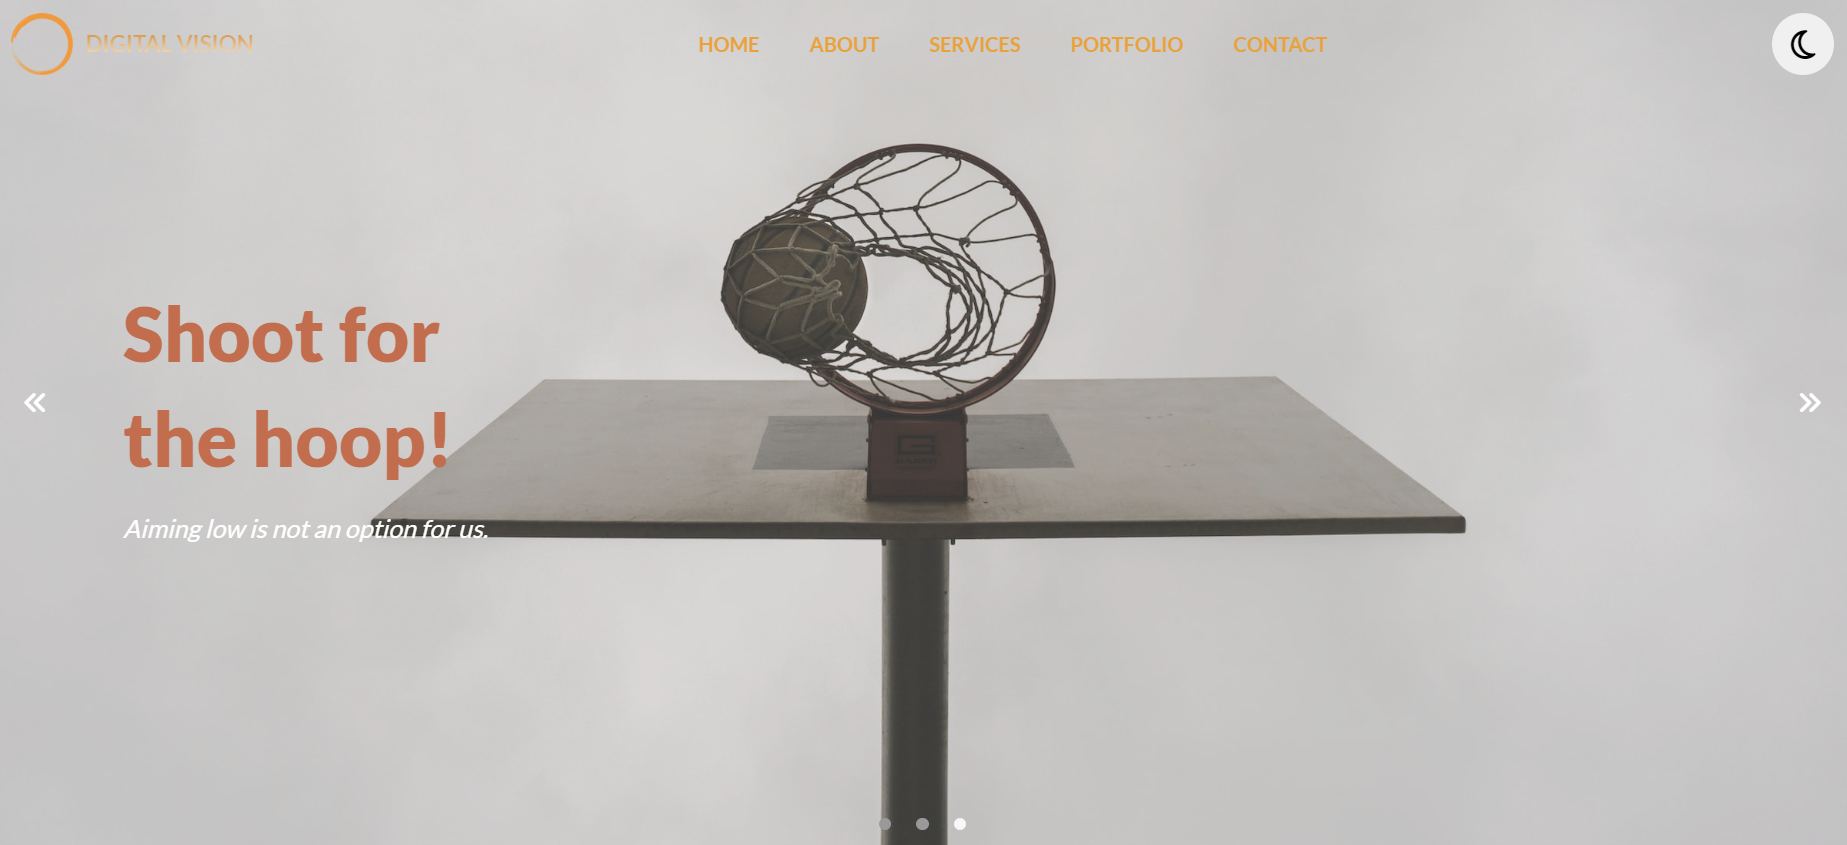 DIGITAL VISION
HOME ABOUT SERVICES PORTFOLIO CONTACT
Shoot for
the hoop!
Aiming low is not an option for us.